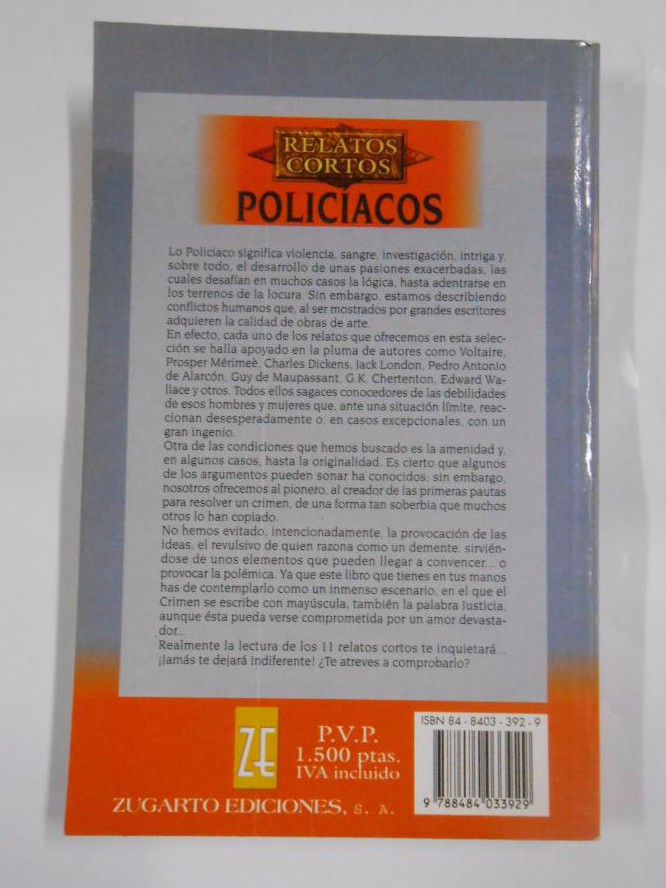 RELATOS
CORTOS
POLICIACOS
Lo Policiaco significa violencia, sangre, investigación, intriga y,
sobre todo, el desarrollo de unas pasiones exacerbadas, las
cuales desafían en muchos casos la lógica, hasta adentrarse en
los terrenos de la locura. Sin embargo, estamos describiendo
conflictos humanos que, al ser mostrados por grandes escritores
adquieren la calidad de obras de arte.
En efecto, cada uno de los relatos que ofrecemos en esta selec-
ción se halla apoyado en la pluma de autores como Voltaire,
Prosper Mérimeè, Charles Dickens, Jack London, Pedro Antonio
de Alarcón, Guy de Maupassant, G.K. Chertenton, Edward Wa-
llace y otros. Todos ellos sagaces conocedores de las debilidades
de esos hombres y mujeres que, ante una situación límite, reac-
cionan desesperadamente o, en casos excepcionales, con un
gran ingenio.
Otra de las condiciones que hemos buscado es la amenidad y,
en algunos casos, hasta la originalidad. Es cierto que algunos
de los argumentos pueden sonar ha conocidos; sin embargo,
nosotros ofrecemos al pionero, al creador de las primeras pautas
para resolver un crimen, de una forma tan soberbia que muchos
otros lo han copiado.
No hemos evitado, intencionadamente, la provocación de las
ideas, el revulsivo de quien razona como un demente, sirvién-
dose de unos elementos que pueden llegar a convencer... o
provocar la polémica. Ya que este libro que tienes en tus manos
has de contemplarlo como un inmenso escenario, en el que el
Crimen se escribe con mayúscula, también la palabra Justicia,
aunque ésta pueda verse comprometida por un amor devasta-
dor...
Realmente la lectura de los 11 relatos cortos te inquietará...
¡Jamás te dejará indiferente! ¿Te atreves a comprobarlo?
ZE
P.V.P.
1.500 ptas.
IVA incluido
ZUGARTO EDICIONES, S. A.
ISBN 84-8403-392-9
9 788484 033929